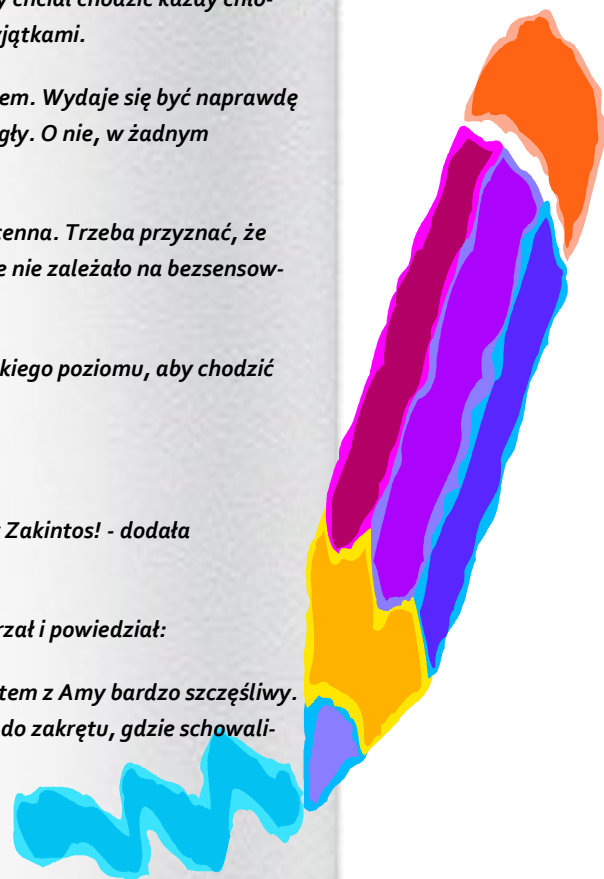 chciał chodzić każdy chło-
jątkami.
em. Wydaje się być naprawdę
gły. O nie, w żadnym
cenna. Trzeba przyznać, że
e nie zależało na bezsensow-
kiego poziomu, aby chodzić
Zakintos! - dodała
rzał i powiedział:
tem z Amy bardzo szczęśliwy.
do zakrętu, gdzie schowali-